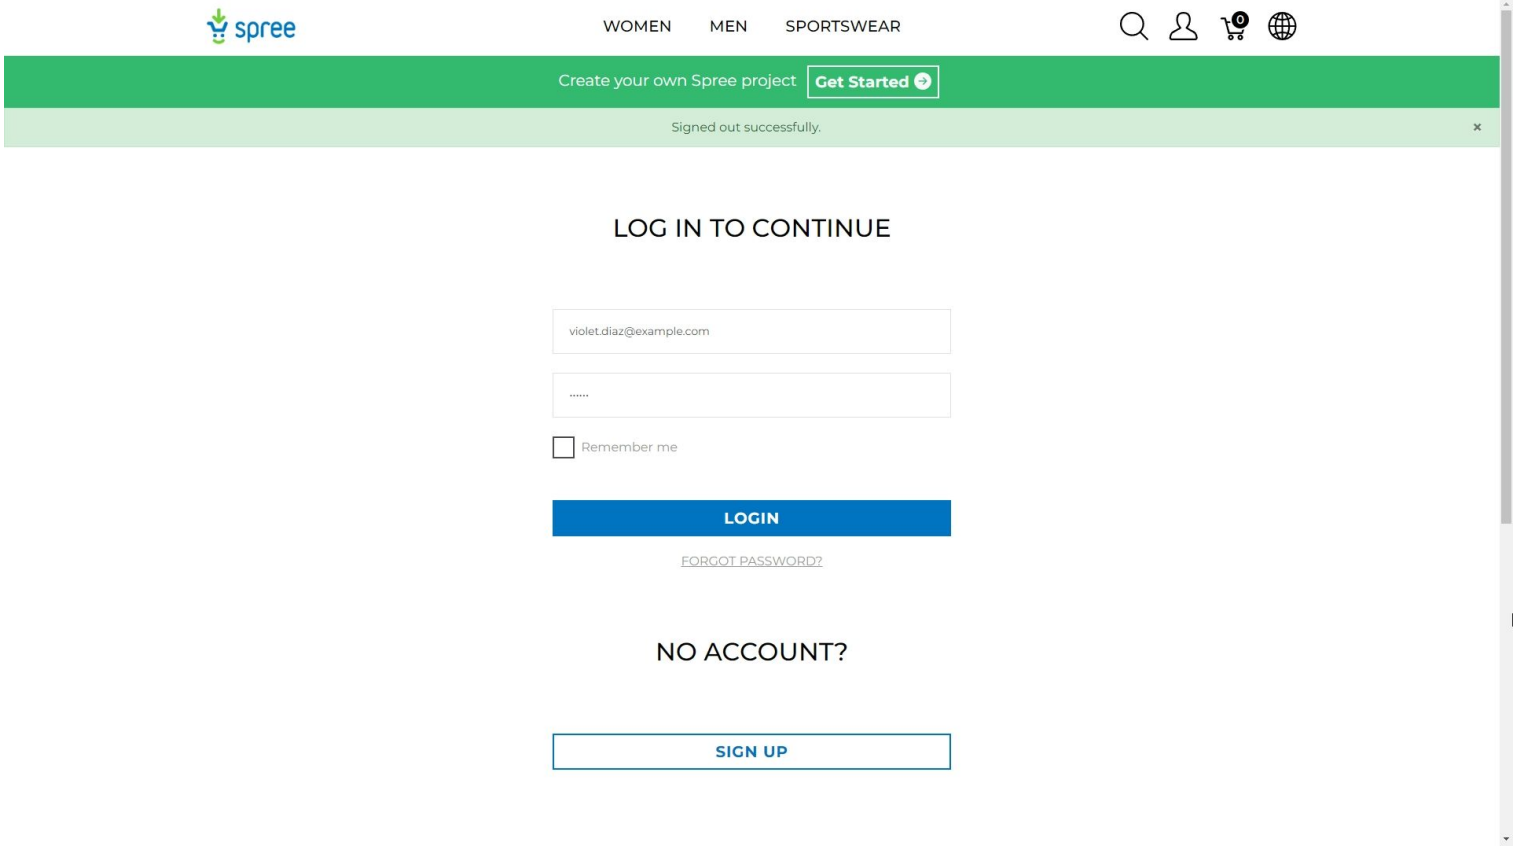 spree
WOMEN MEN SPORTSWEAR 0
Create your own Spree project Get Started
Signed out successfully. ×
LOG IN TO CONTINUE
violet.diaz@example.com
······
Remember me
LOGIN
FORGOT PASSWORD?
NO ACCOUNT?
SIGN UP